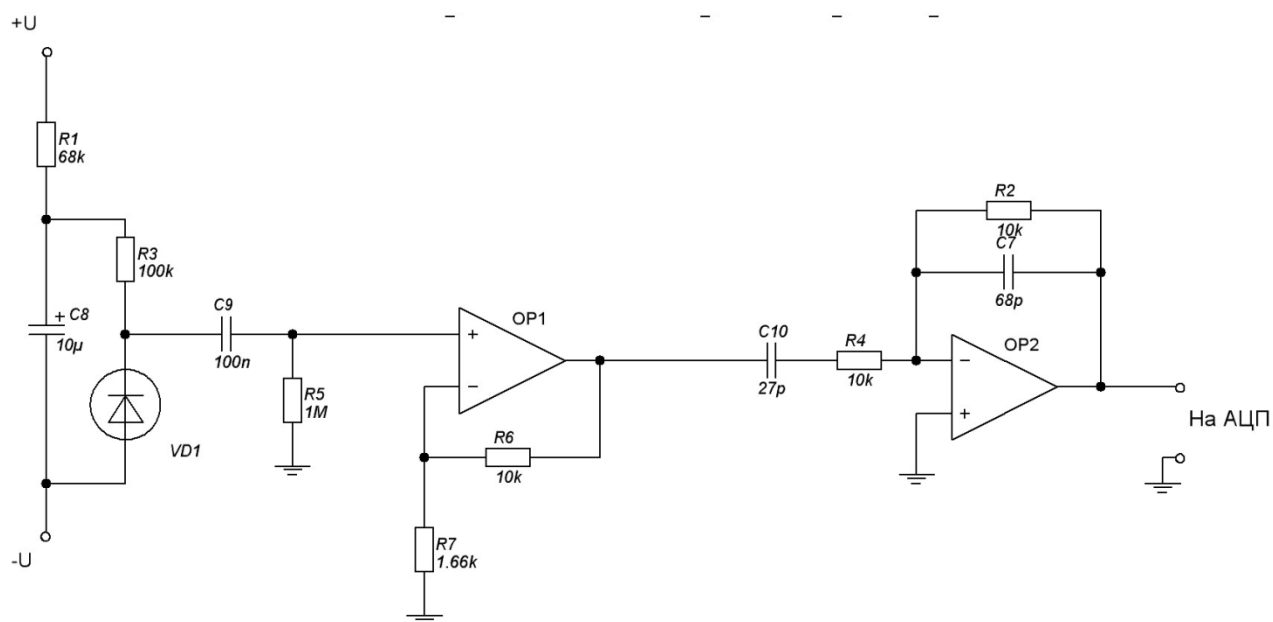 +U
R1
68k
R3
100k
+ C8
10µ
VD1
-U
C9
100n
R5
1M
+
−
OP1
R6
10k
R7
1.66k
C10
27p
R4
10k
R2
10k
C7
68p
−
+
OP2
На АЦП